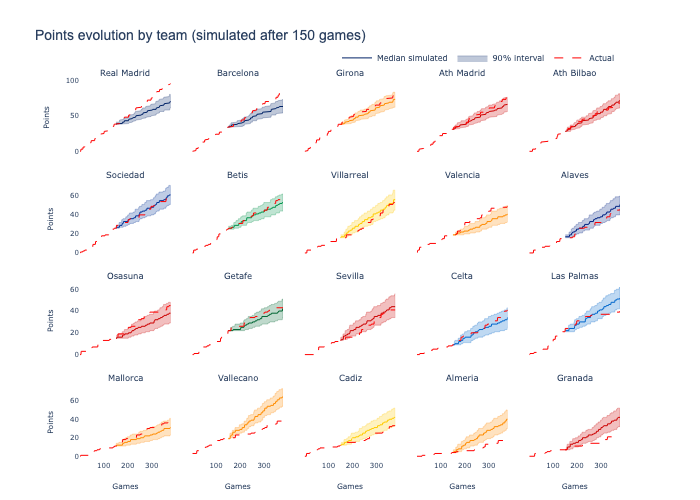 Points evolution by team (simulated after 150 games)
Median simulated 90% interval Actual
Real Madrid Barcelona Girona Ath Madrid Ath Bilbao
100
50
0
Points
Sociedad Betis Villarreal Valencia Alaves
60
40
20
0
Points
Osasuna Getafe Sevilla Celta Las Palmas
60
40
20
0
Points
Mallorca Vallecano Cadiz Almeria Granada
60
40
20
0
Points
100 200 300 100 200 300 100 200 300 100 200 300 100 200 300
Games Games Games Games Games